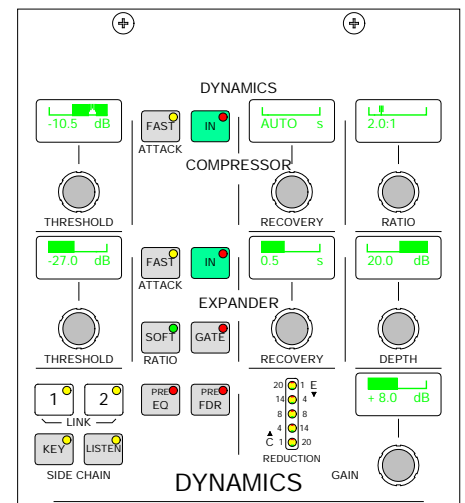 DYNAMICS
-10.5 dB
FAST
IN
AUTO s
2.0:1
ATTACK
COMPRESSOR
THRESHOLD
RECOVERY
RATIO
-27.0 dB
FAST
IN
0.5 s
20.0 dB
ATTACK
EXPANDER
SOFT
GATE
THRESHOLD
RATIO
RECOVERY
DEPTH
1
2
LINK
PRE EQ
PRE FDR
20 1 E
14 4
8 8
4 14
C 1 20
REDUCTION
+ 8.0 dB
KEY
LISTEN
SIDE CHAIN
DYNAMICS
GAIN